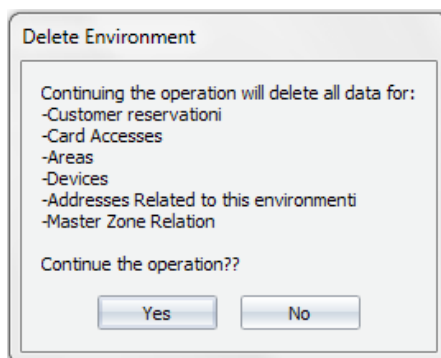 Delete Environment
Continuing the operation will delete all data for:
-Customer reservationi
-Card Accesses
-Areas
-Devices
-Addresses Related to this environmenti
-Master Zone Relation
Continue the operation??
Yes
No